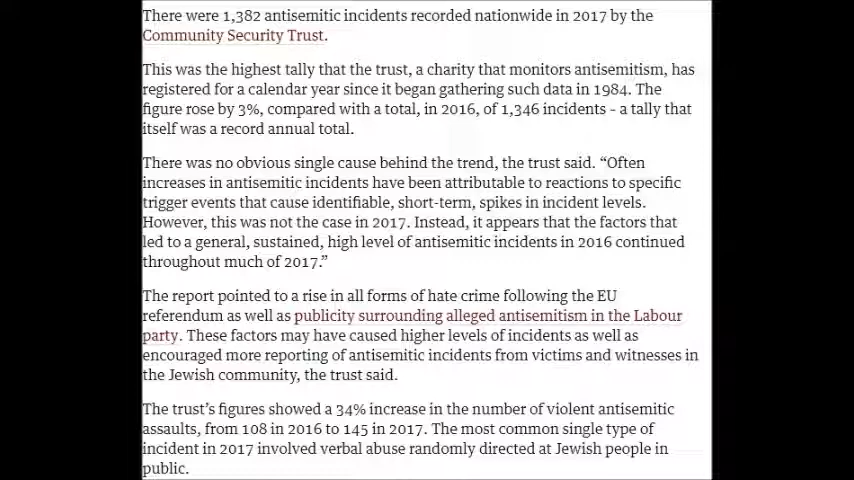 There were 1,382 antisemitic incidents recorded nationwide in 2017 by the
Community Security Trust.
This was the highest tally that the trust, a charity that monitors antisemitism, has
registered for a calendar year since it began gathering such data in 1984. The
figure rose by 3%, compared with a total, in 2016, of 1,346 incidents - a tally that
itself was a record annual total.
There was no obvious single cause behind the trend, the trust said. “Often
increases in antisemitic incidents have been attributable to reactions to specific
trigger events that cause identifiable, short-term, spikes in incident levels.
However, this was not the case in 2017. Instead, it appears that the factors that
led to a general, sustained, high level of antisemitic incidents in 2016 continued
throughout much of 2017.”
The report pointed to a rise in all forms of hate crime following the EU
referendum as well as publicity surrounding alleged antisemitism in the Labour
party. These factors may have caused higher levels of incidents as well as
encouraged more reporting of antisemitic incidents from victims and witnesses in
the Jewish community, the trust said.
The trust’s figures showed a 34% increase in the number of violent antisemitic
assaults, from 108 in 2016 to 145 in 2017. The most common single type of
incident in 2017 involved verbal abuse randomly directed at Jewish people in
public.